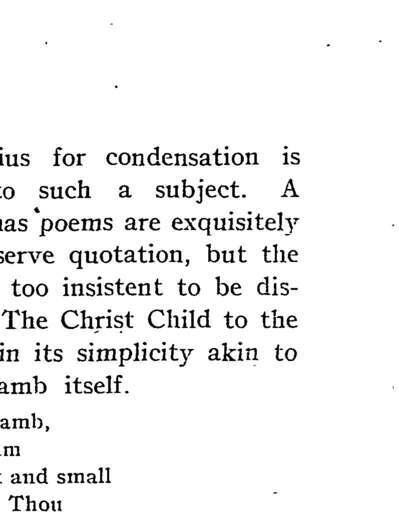 ius for condensation is
to such a subject. A
has poems are exquisitely
serve quotation, but the
too insistent to be dis-
The Christ Child to the
in its simplicity akin to
amb itself.
amb,
am
and small
Thou